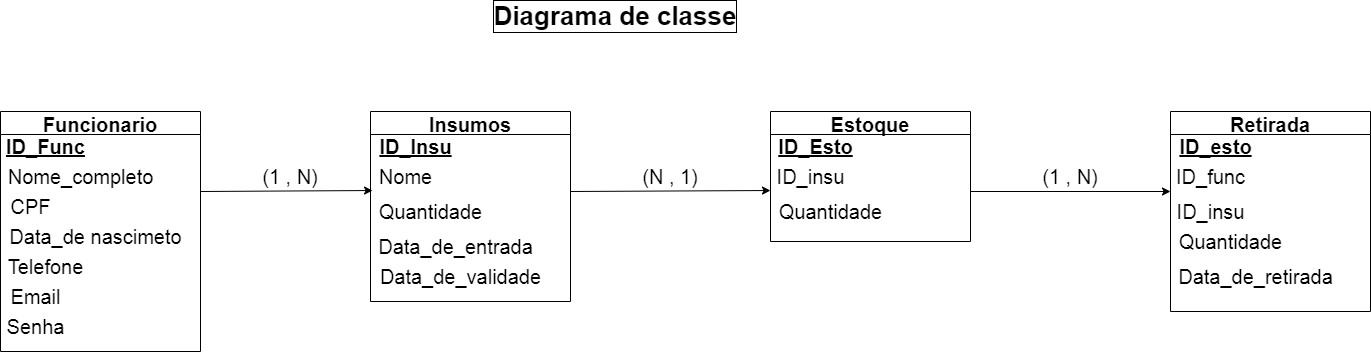 Diagrama de classe
Funcionario
ID_Func
Nome_completo
CPF
Data_de nascimeto
Telefone
Email
Senha
(1 , N)
Insumos
ID_Insu
Nome
Quantidade
Data_de_entrada
Data_de_validade
(N , 1)
Estoque
ID_Esto
ID_insu
Quantidade
(1 , N)
Retirada
ID_esto
ID_func
ID_insu
Quantidade
Data_de_retirada